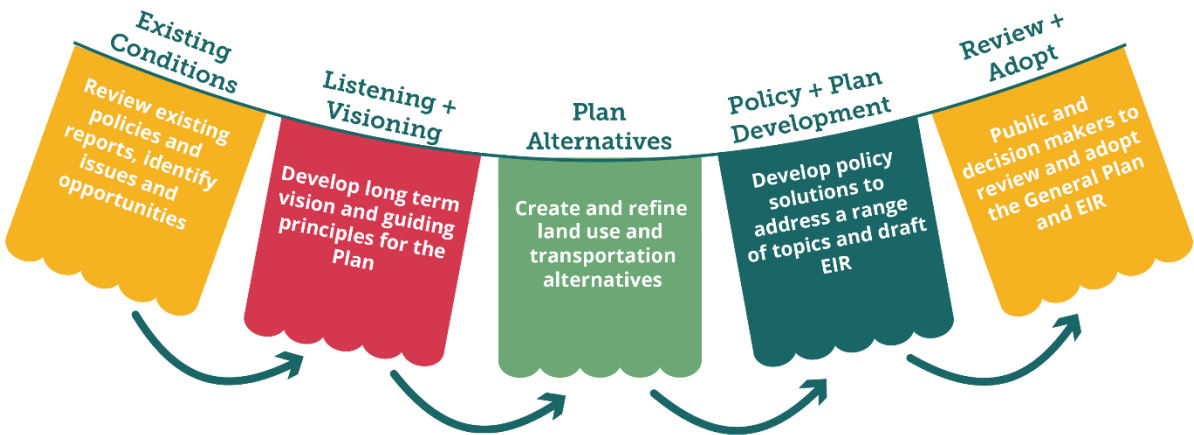 Existing
Conditions
Review existing
policies and
reports, identify
issues and
opportunities
Listening +
Visioning
Develop long term
vision and guiding
principles for the
Plan
Plan
Alternatives
Create and refine
land use and
transportation
alternatives
Policy + Plan
Development
Develop policy
solutions to
address a range
of topics and draft
EIR
Review +
Adopt
Public and
decision makers to
review and adopt
the General Plan
and EIR